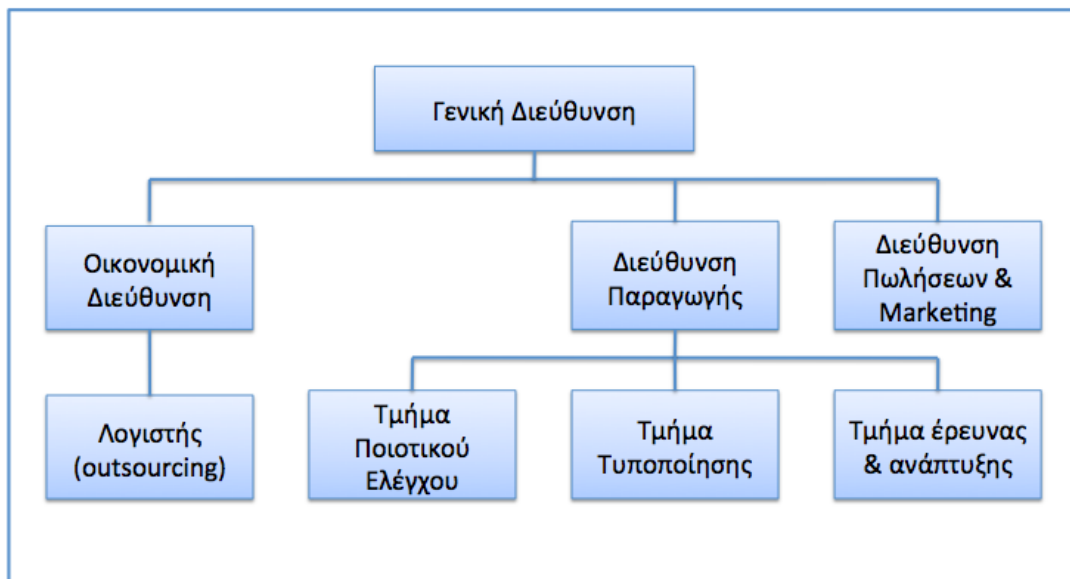 Γενική Διεύθυνση
Οικονομική
Διεύθυνση
Διεύθυνση
Παραγωγής
Διεύθυνση
Πωλήσεων &
Marketing
Λογιστής
(outsourcing)
Τμήμα
Ποιοτικού
Ελέγχου
Τμήμα
Τυποποίησης
Τμήμα έρευνας
& ανάπτυξης